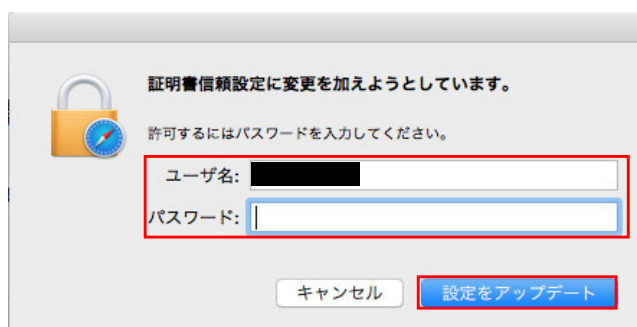 証明書信頼設定に変更を加えようとしています。
許可するにはパスワードを入力してください。
ユーザ名:
パスワード:
キャンセル
設定をアップデート